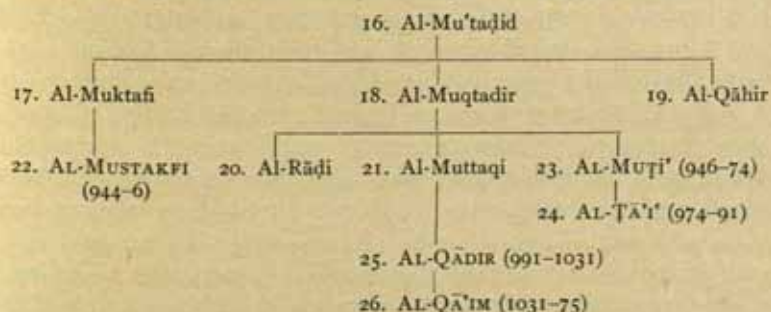 16. Al-Mu'taḍid
17. Al-Muktafi 18. Al-Muqtadir 19. Al-Qāhir
22. AL-MUSTAKFI 20. Al-Rāḍi 21. Al-Muttaqi 23. AL-MUṬI' (946–74)
(944–6)
24. AL-ṬĀ'I' (974–91)
25. AL-QĀDIR (991–1031)
26. AL-QĀ'IM (1031–75)